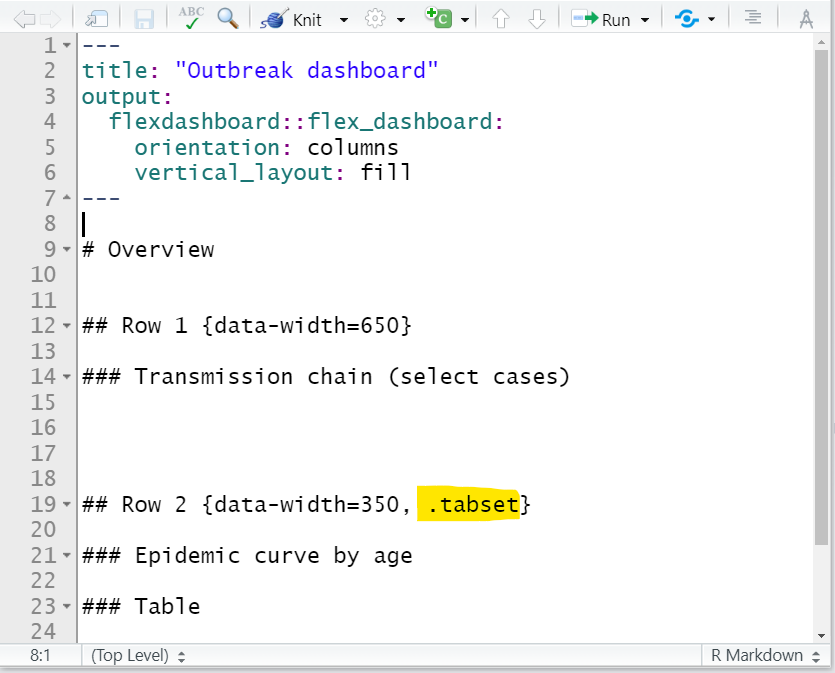 ABC
Knit
C
Run
1 ---
2 title: "Outbreak dashboard"
3 output:
4   flexdashboard::flex_dashboard:
5     orientation: columns
6     vertical_layout: fill
7 ---
8
9 # Overview
10
11
12 ## Row 1 {data-width=650}
13
14 ### Transmission chain (select cases)
15
16
17
18
19 ## Row 2 {data-width=350, .tabset}
20
21 ### Epidemic curve by age
22
23 ### Table
24
8:1 (Top Level) R Markdown